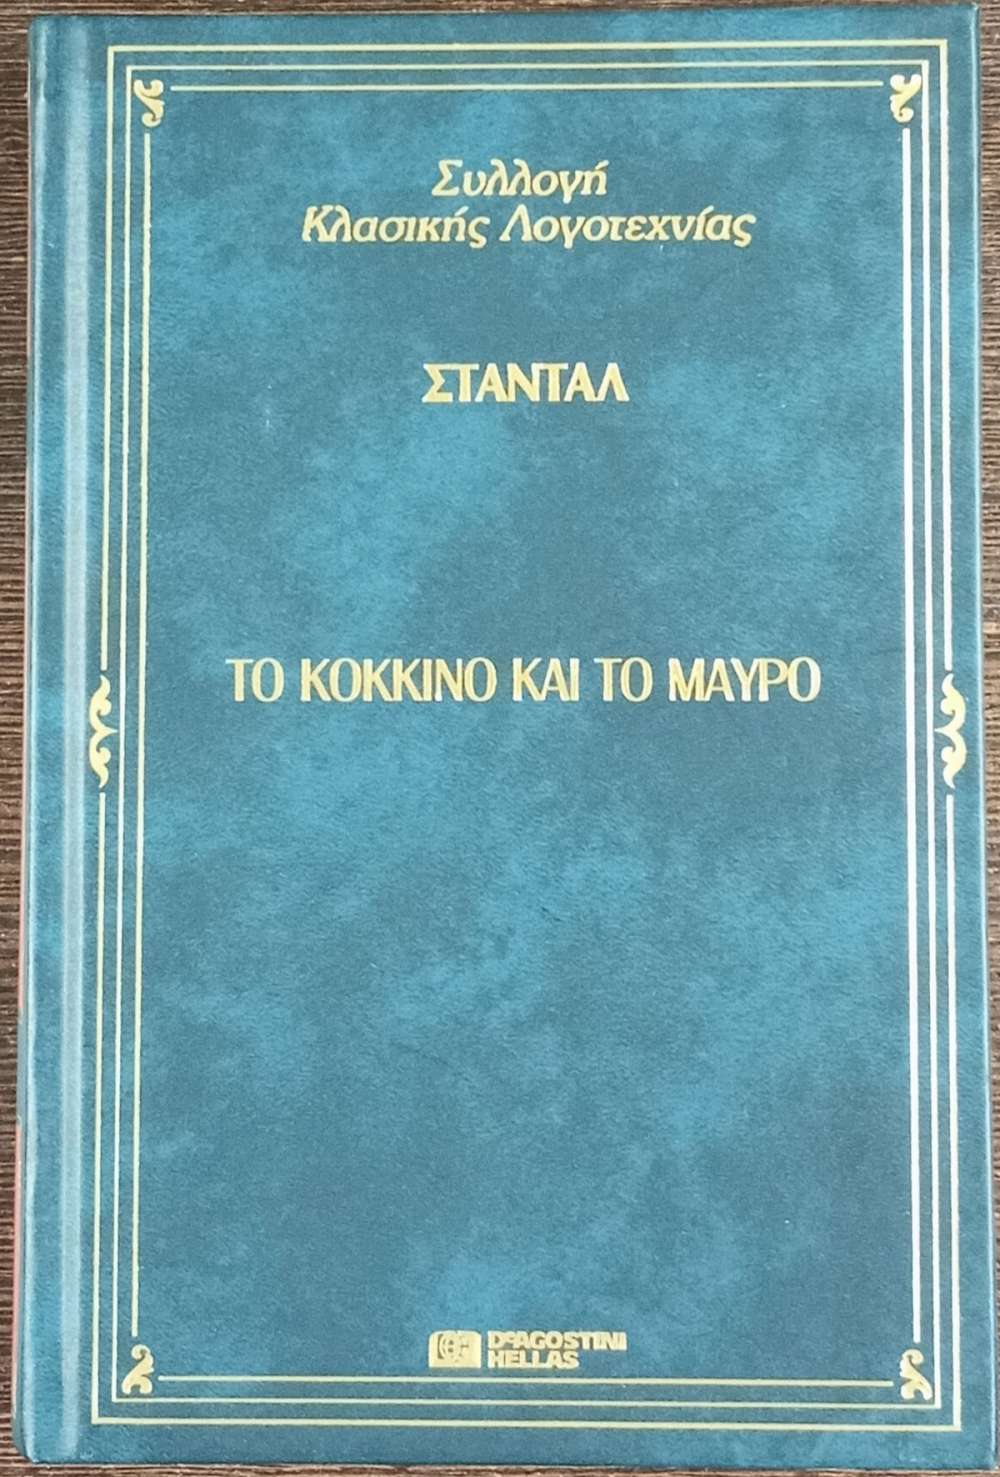 Συλλογή
Κλασικής Λογοτεχνίας
ΣΤΑΝΤΑΛ
ΤΟ ΚΟΚΚΙΝΟ ΚΑΙ ΤΟ ΜΑΥΡΟ
DeAGOSTINI
HELLAS